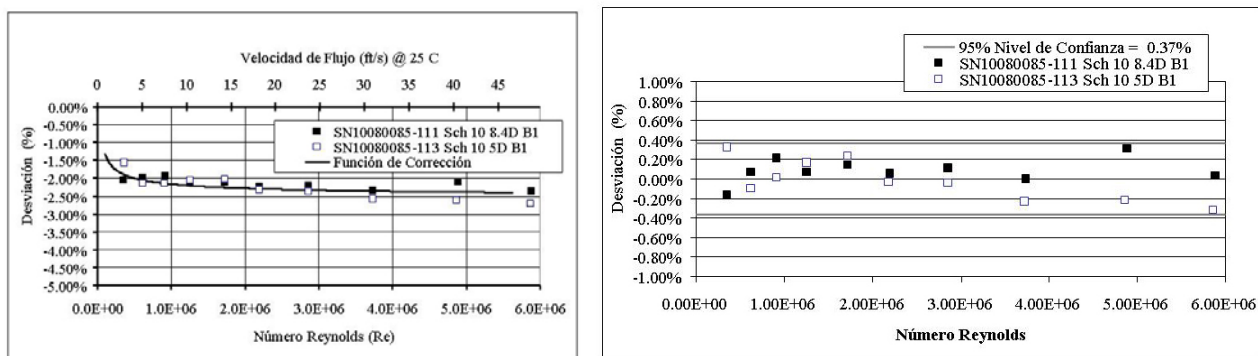 Velocidad de Flujo (ft/s) @ 25 C
0 5 10 15 20 25 30 35 40 45
0.00%
-0.50%
-1.00%
-1.50%
-2.00%
-2.50%
-3.00%
-3.50%
-4.00%
-4.50%
-5.00%
Desviación (%)
SN10080085-111 Sch 10 8.4D B1
SN10080085-113 Sch 10 5D B1
Función de Corrección
0.0E+00 1.0E+06 2.0E+06 3.0E+06 4.0E+06 5.0E+06 6.0E+06
Número Reynolds (Re)
95% Nivel de Confianza = 0.37%
SN10080085-111 Sch 10 8.4D B1
SN10080085-113 Sch 10 5D B1
1.00%
0.80%
0.60%
0.40%
0.20%
0.00%
-0.20%
-0.40%
-0.60%
-0.80%
-1.00%
Desviación (%)
0.00E+00 1.0E+06 2.0E+06 3.0E+06 4.0E+06 5.0E+06 6.0E+06
Número Reynolds